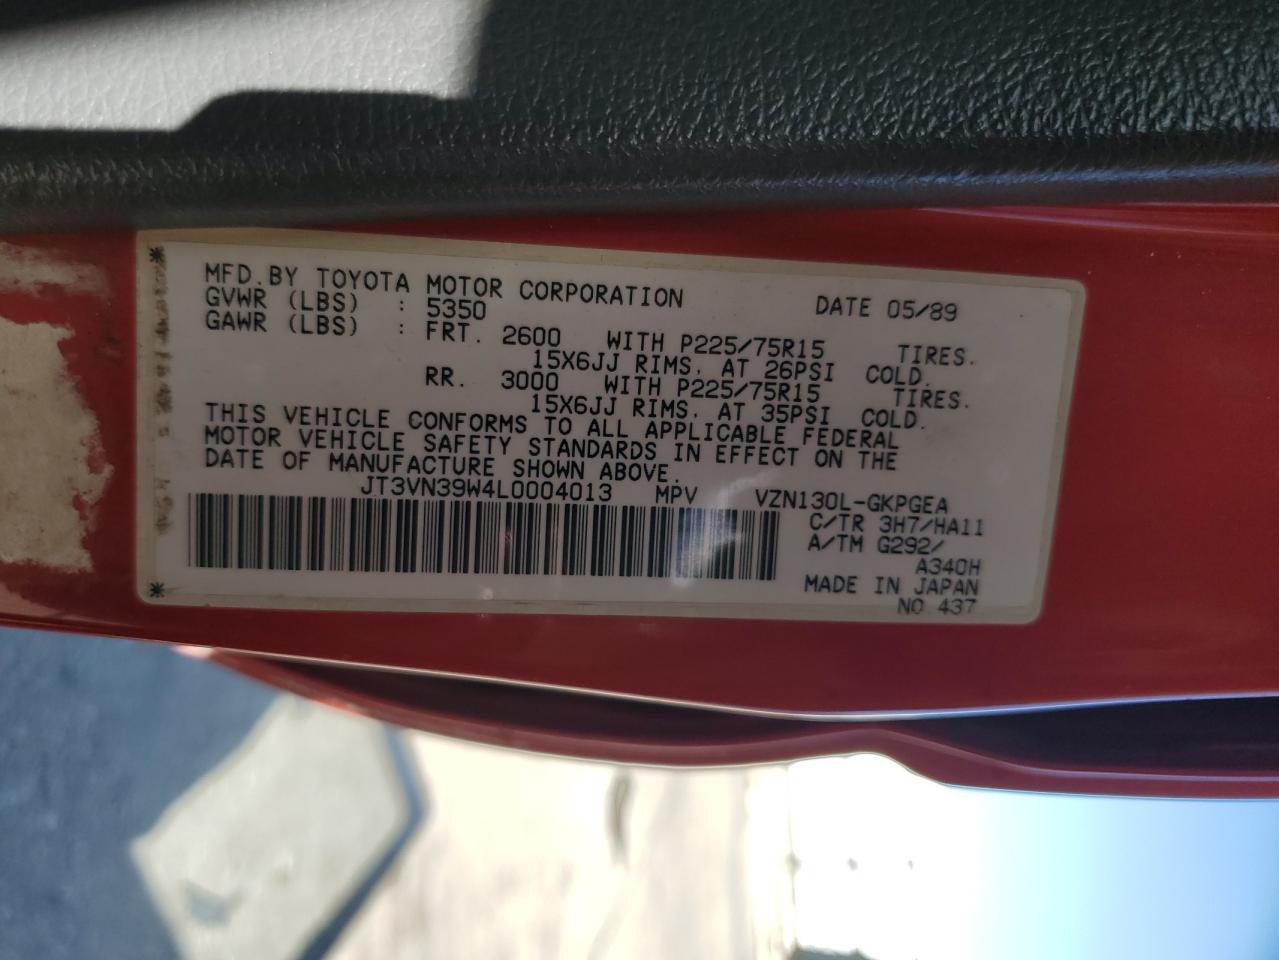 MFD. BY TOYOTA MOTOR CORPORATION DATE 05/89
GVWR (LBS) : 5350
GAWR (LBS) : FRT. 2600 WITH P225/75R15 TIRES.
15X6JJ RIMS. AT 26PSI COLD.
RR. 3000 WITH P225/75R15 TIRES.
15X6JJ RIMS. AT 35PSI COLD.
THIS VEHICLE CONFORMS TO ALL APPLICABLE FEDERAL
MOTOR VEHICLE SAFETY STANDARDS IN EFFECT ON THE
DATE OF MANUFACTURE SHOWN ABOVE.
JT3VN39W4L0004013 MPV VZN130L-GKPGEA
C/TR 3H7/HA11
A/TM G292/
A340H
MADE IN JAPAN
NO 437